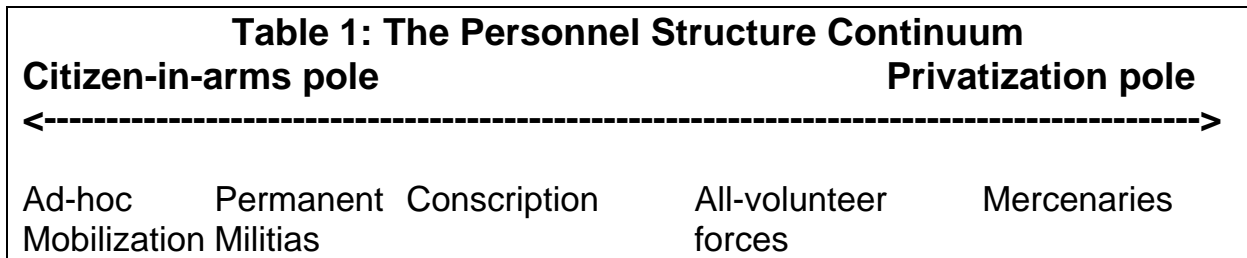 Table 1: The Personnel Structure Continuum
Citizen-in-arms pole Privatization pole
<------------------------------------------------------------------------------------------->
Ad-hoc Permanent Conscription All-volunteer Mercenaries
Mobilization Militias forces